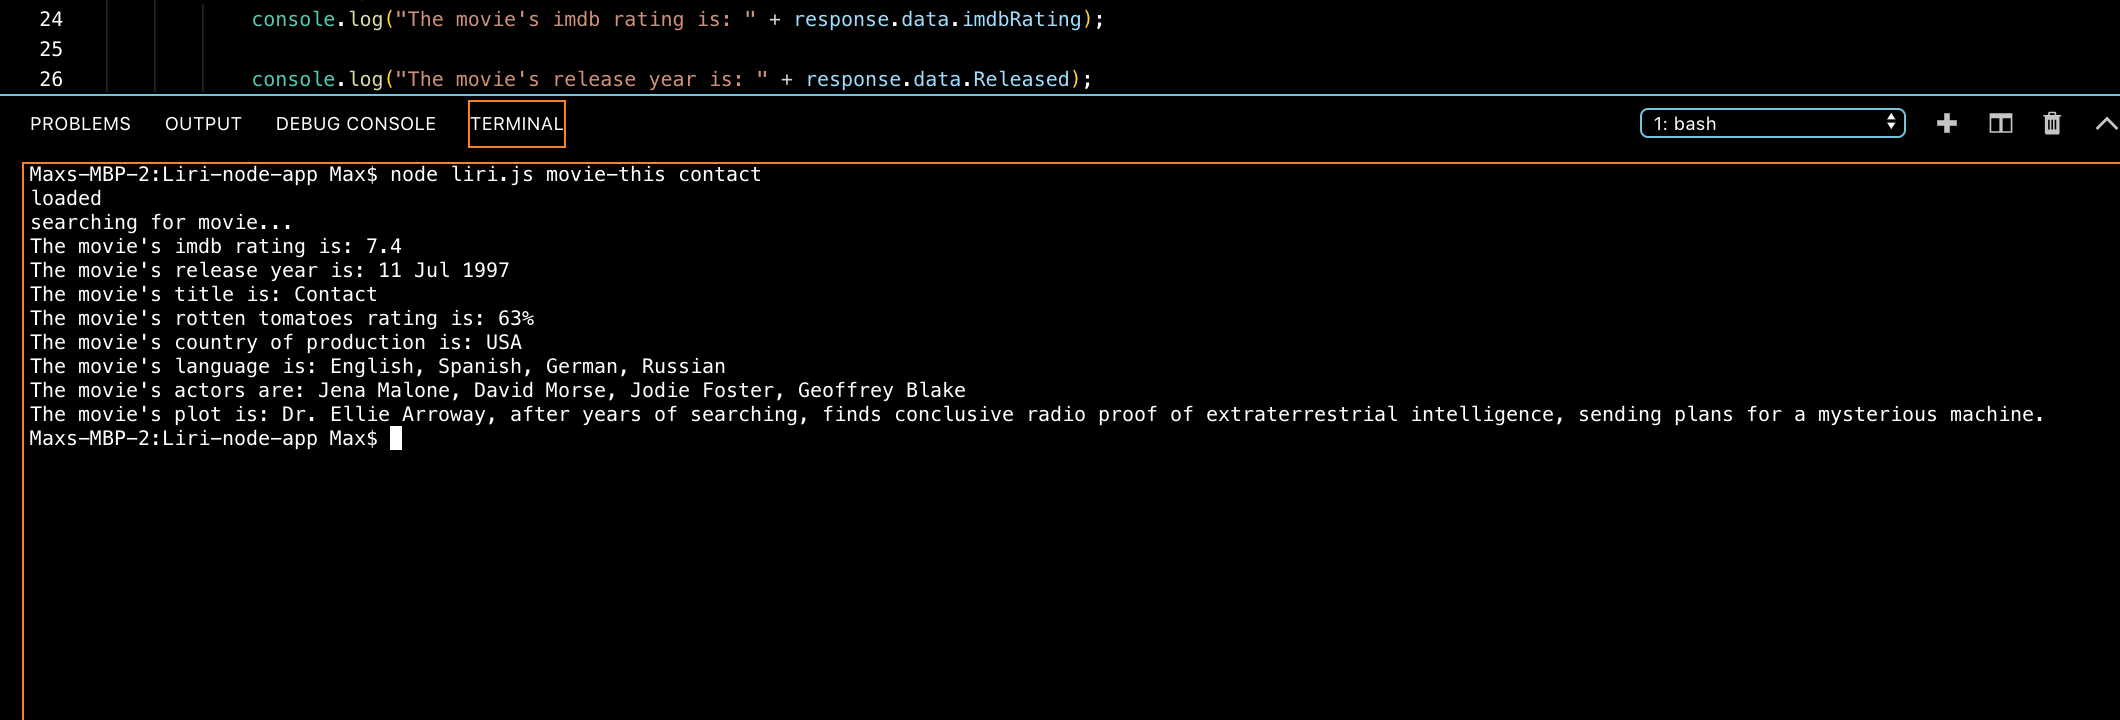 24 console.log("The movie's imdb rating is: " + response.data.imdbRating);
25
26 console.log("The movie's release year is: " + response.data.Released);
PROBLEMS OUTPUT DEBUG CONSOLE TERMINAL 1: bash
Maxs-MBP-2:Liri-node-app Max$ node liri.js movie-this contact
loaded
searching for movie...
The movie's imdb rating is: 7.4
The movie's release year is: 11 Jul 1997
The movie's title is: Contact
The movie's rotten tomatoes rating is: 63%
The movie's country of production is: USA
The movie's language is: English, Spanish, German, Russian
The movie's actors are: Jena Malone, David Morse, Jodie Foster, Geoffrey Blake
The movie's plot is: Dr. Ellie Arroway, after years of searching, finds conclusive radio proof of extraterrestrial intelligence, sending plans for a mysterious machine.
Maxs-MBP-2:Liri-node-app Max$